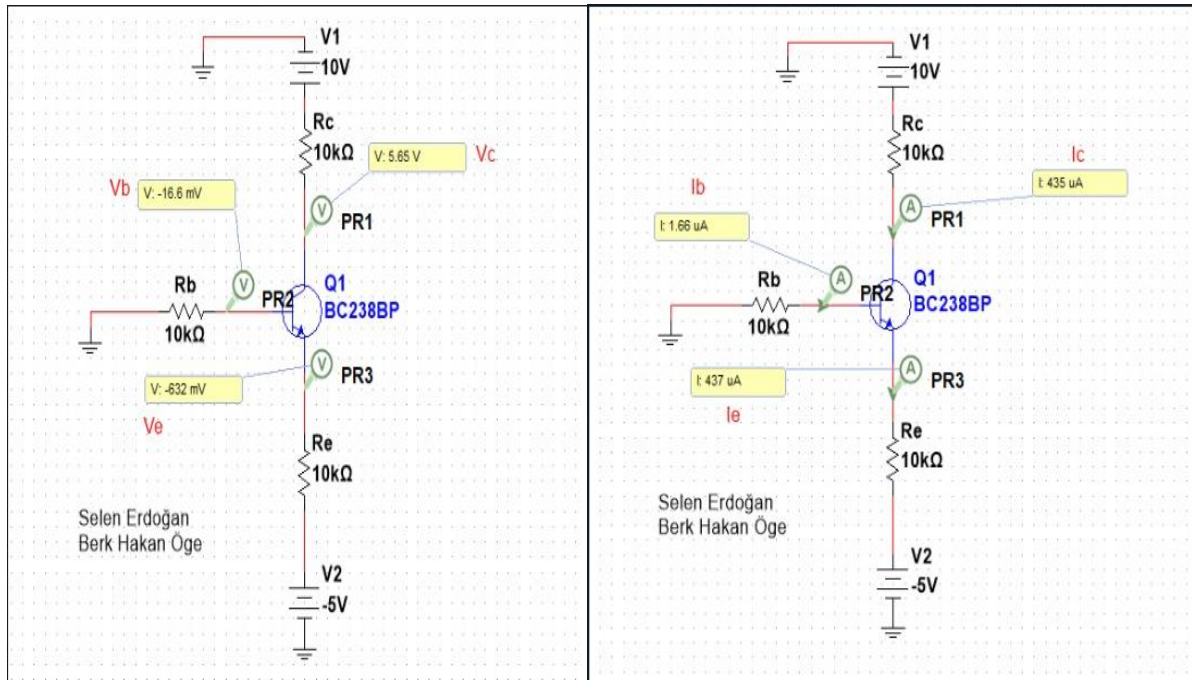 V1
10V
Rc
10kΩ
V: 5.65 V
Vc
Vb
V: -16.6 mV
V
PR1
Rb
10kΩ
V
PR2
Q1
BC238BP
V: -632 mV
V
PR3
Ve
Re
10kΩ
Selen Erdoğan
Berk Hakan Öge
V2
-5V
V1
10V
Rc
10kΩ
Ic
I: 435 uA
Ib
I: 1.66 uA
A
PR1
Rb
10kΩ
A
PR2
Q1
BC238BP
I: 437 uA
A
PR3
Ie
Re
10kΩ
Selen Erdoğan
Berk Hakan Öge
V2
-5V